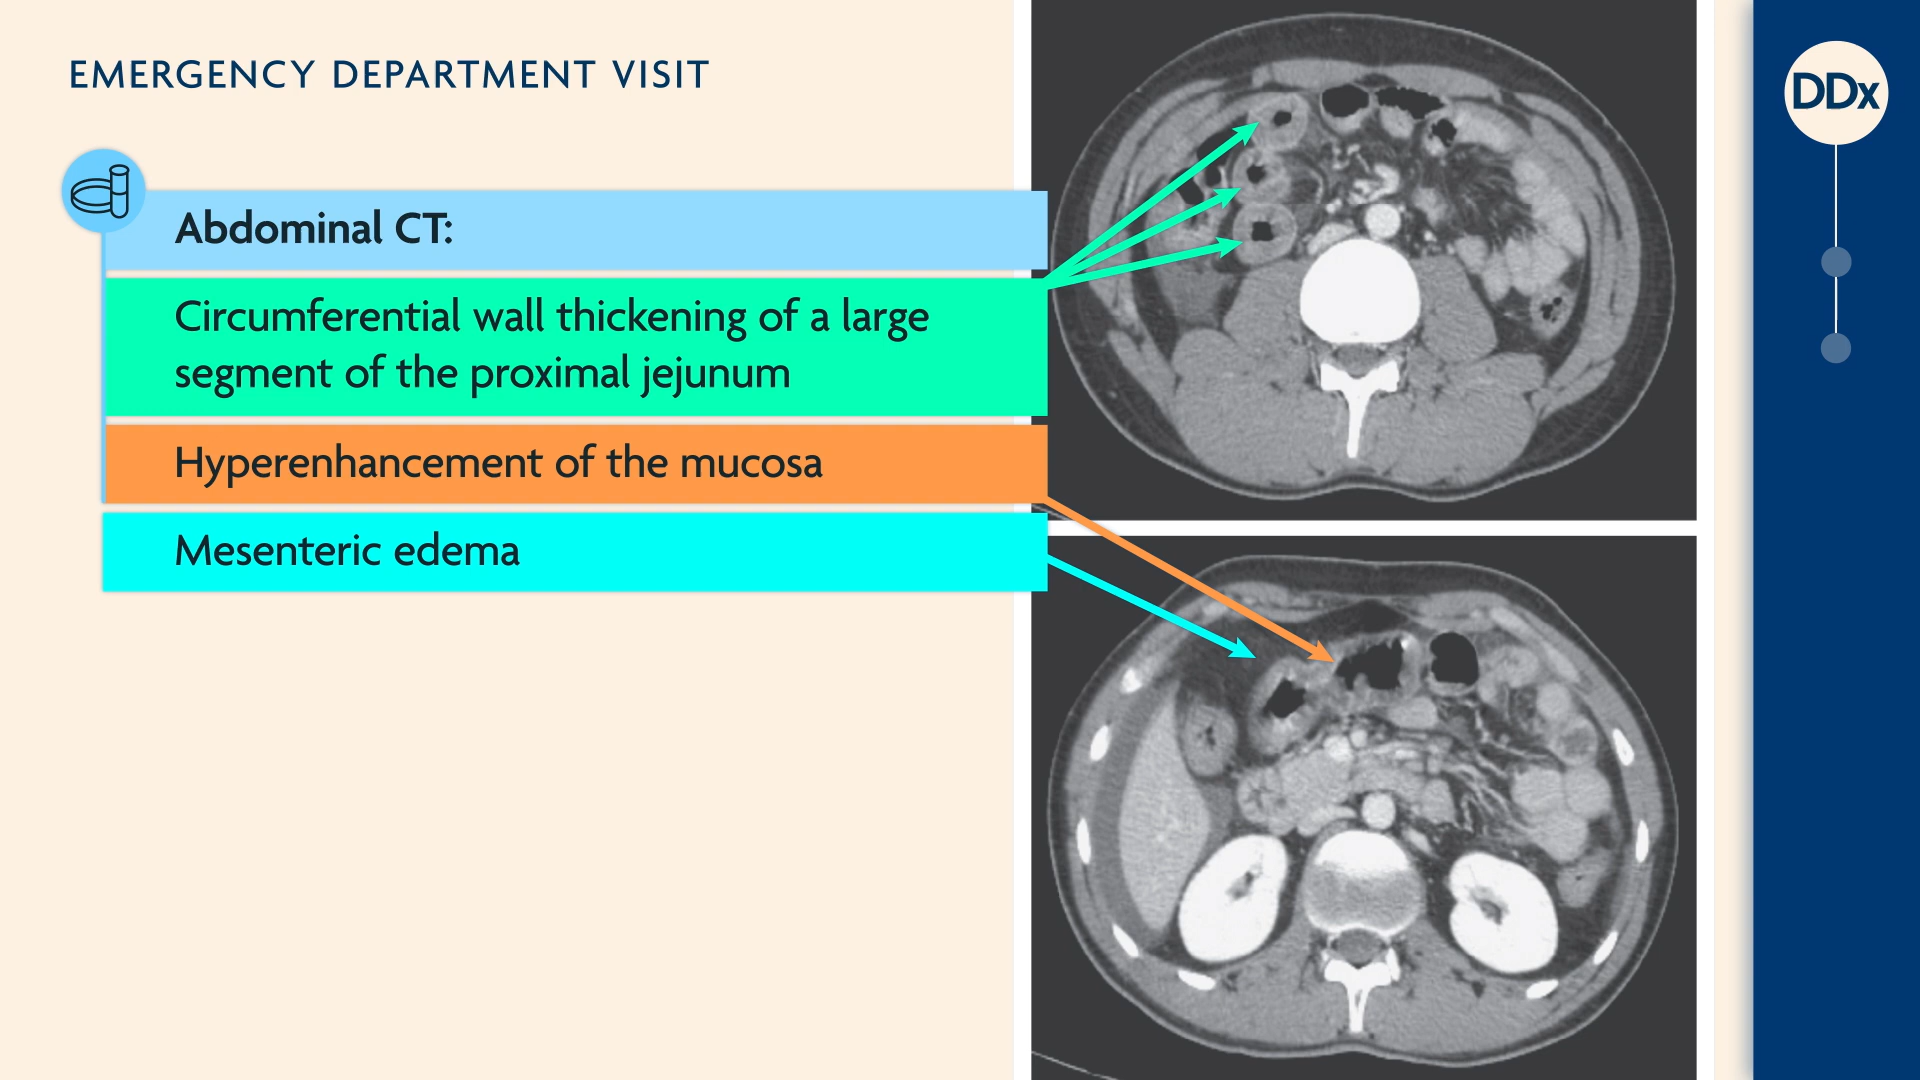 EMERGENCY DEPARTMENT VISIT
DDx
Abdominal CT:
Circumferential wall thickening of a large
segment of the proximal jejunum
Hyperenhancement of the mucosa
Mesenteric edema